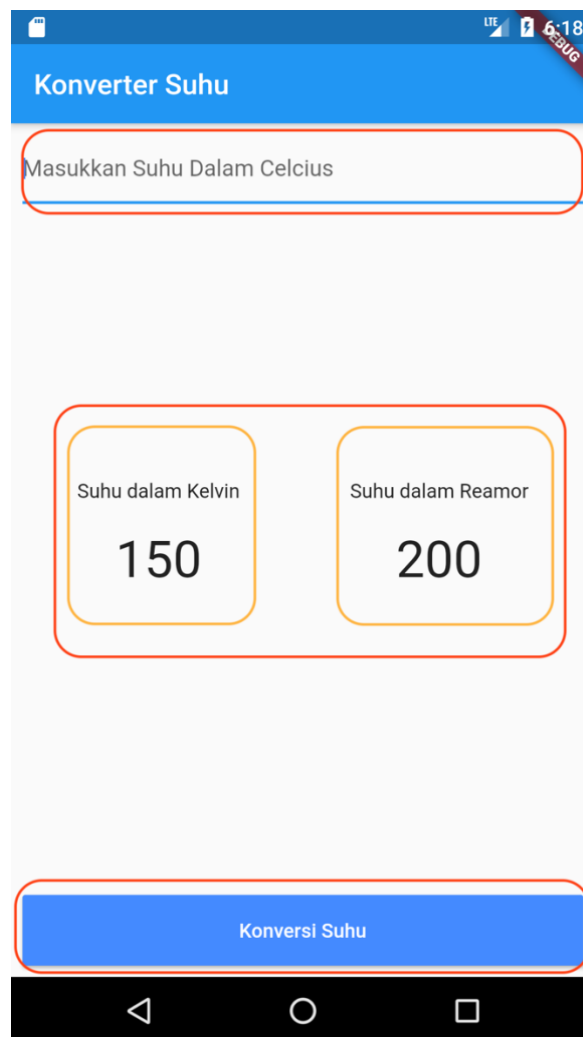 LTE 6:18
DEBUG
Konverter Suhu
Masukkan Suhu Dalam Celcius
Suhu dalam Kelvin Suhu dalam Reamor
150 200
Konversi Suhu